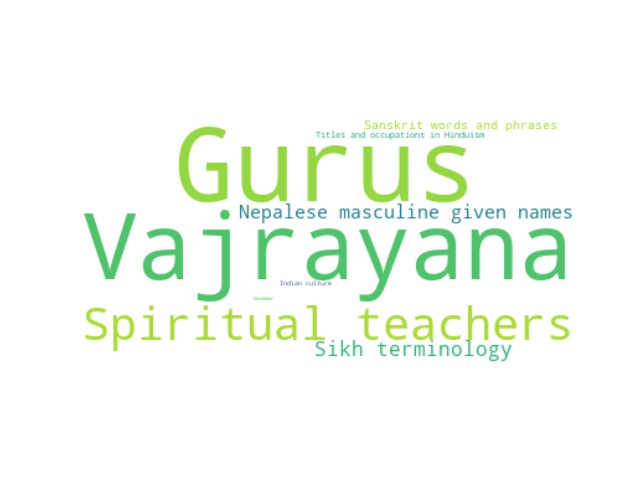 Sanskrit words and phrases
Titles and occupations in Hinduism
Gurus
Nepalese masculine given names
Vajrayana
Indian culture
Spiritual teachers
Sikh terminology